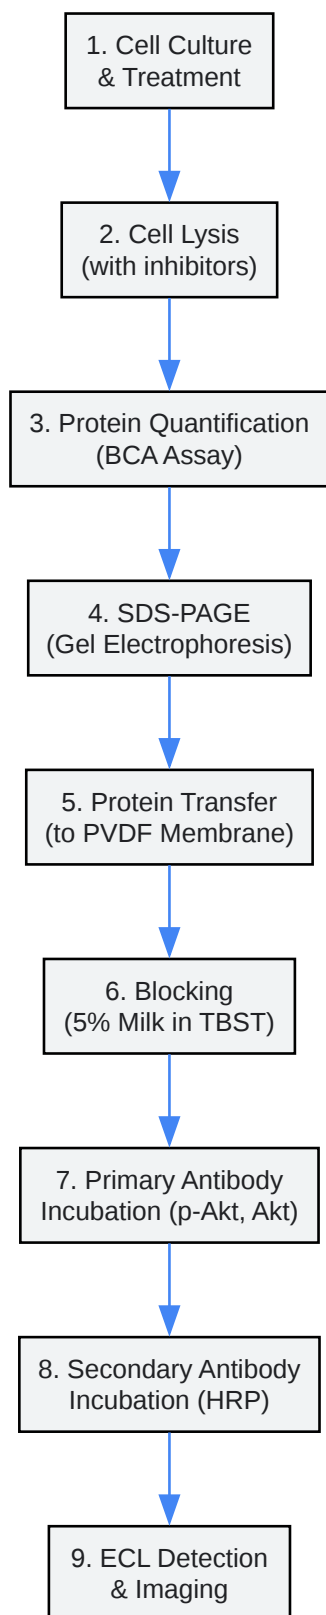 1. Cell Culture
& Treatment
2. Cell Lysis
(with inhibitors)
3. Protein Quantification
(BCA Assay)
4. SDS-PAGE
(Gel Electrophoresis)
5. Protein Transfer
(to PVDF Membrane)
6. Blocking
(5% Milk in TBST)
7. Primary Antibody
Incubation (p-Akt, Akt)
8. Secondary Antibody
Incubation (HRP)
9. ECL Detection
& Imaging